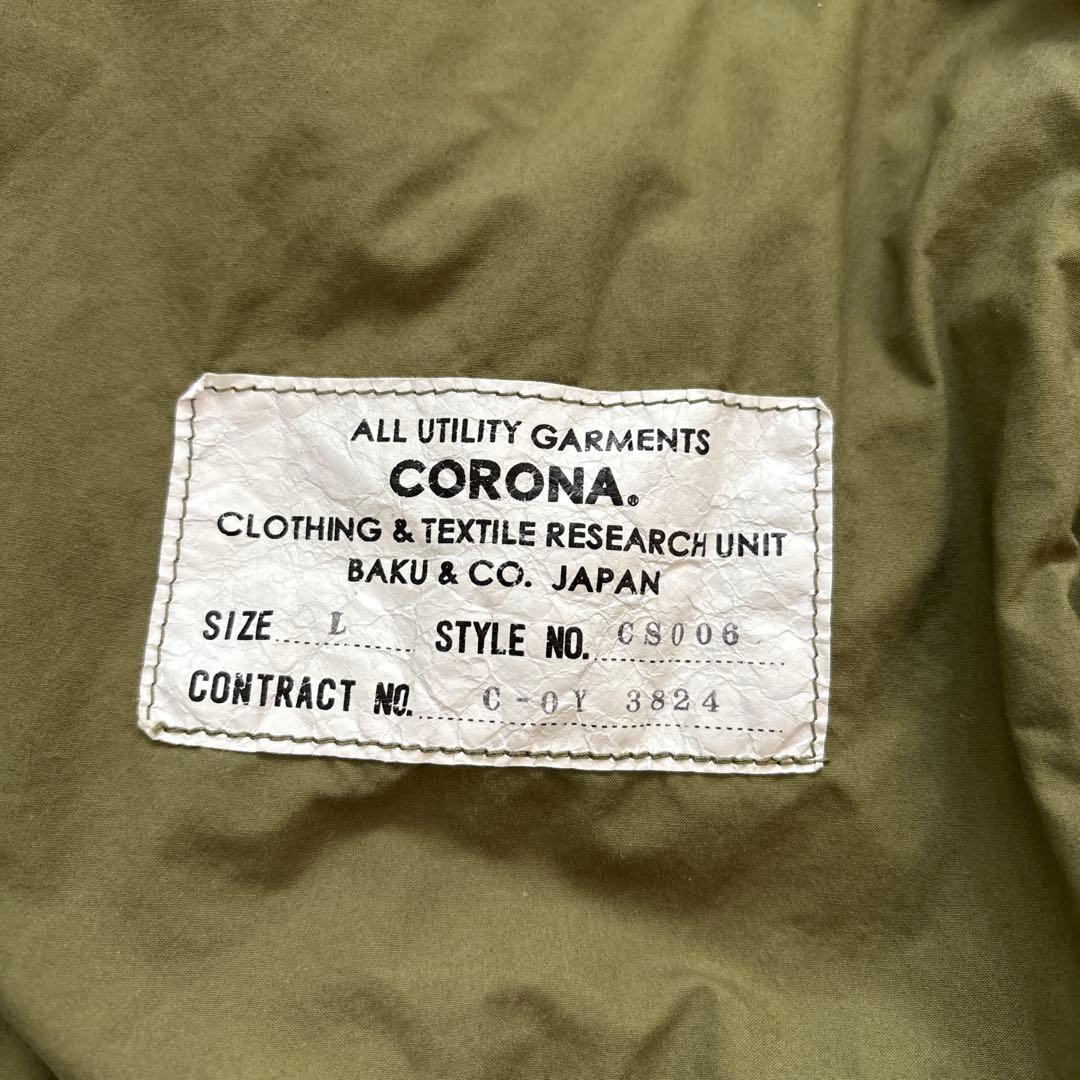 ALL UTILITY GARMENTS
CORONA®
CLOTHING & TEXTILE RESEARCH UNIT
BAKU & CO. JAPAN
SIZE L STYLE NO. CS006
CONTRACT NO. C-0Y 3824